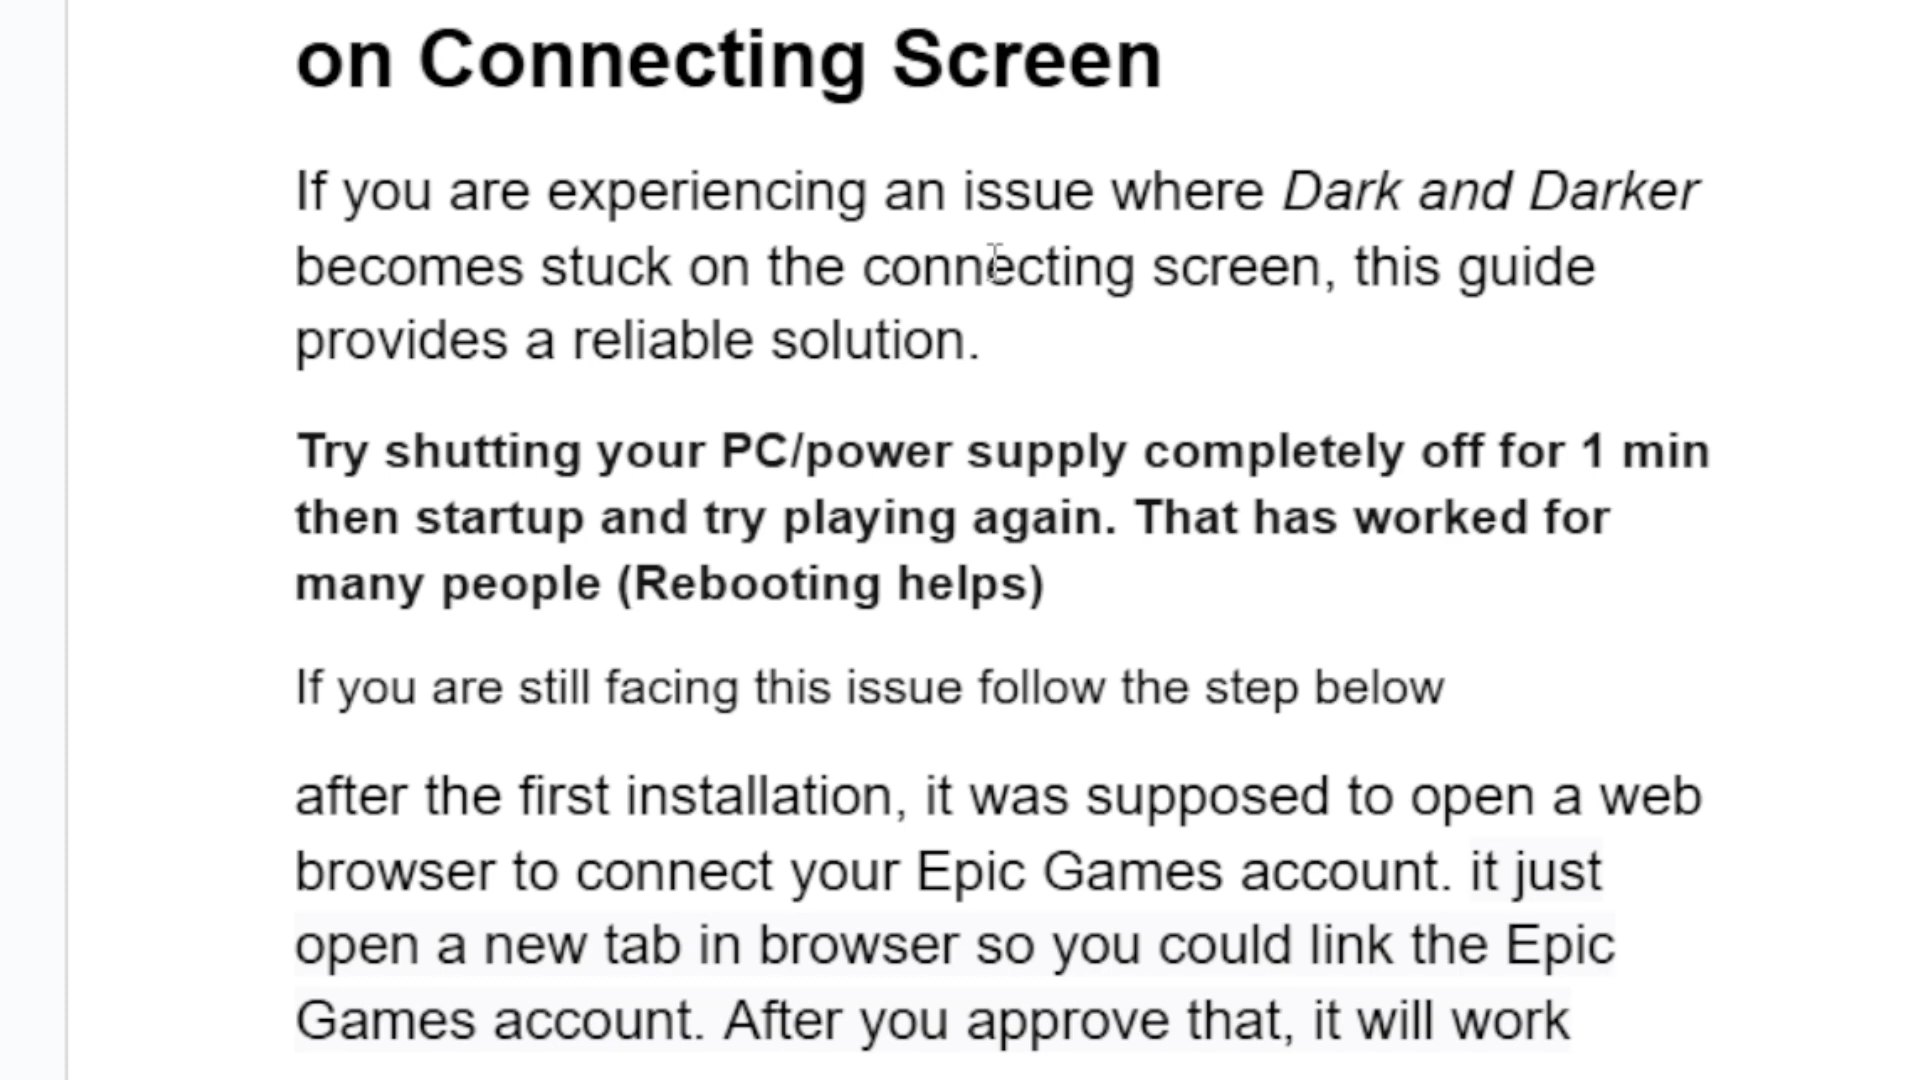 on Connecting Screen
If you are experiencing an issue where Dark and Darker
becomes stuck on the connecting screen, this guide
provides a reliable solution.
Try shutting your PC/power supply completely off for 1 min
then startup and try playing again. That has worked for
many people (Rebooting helps)
If you are still facing this issue follow the step below
after the first installation, it was supposed to open a web
browser to connect your Epic Games account. it just
open a new tab in browser so you could link the Epic
Games account. After you approve that, it will work